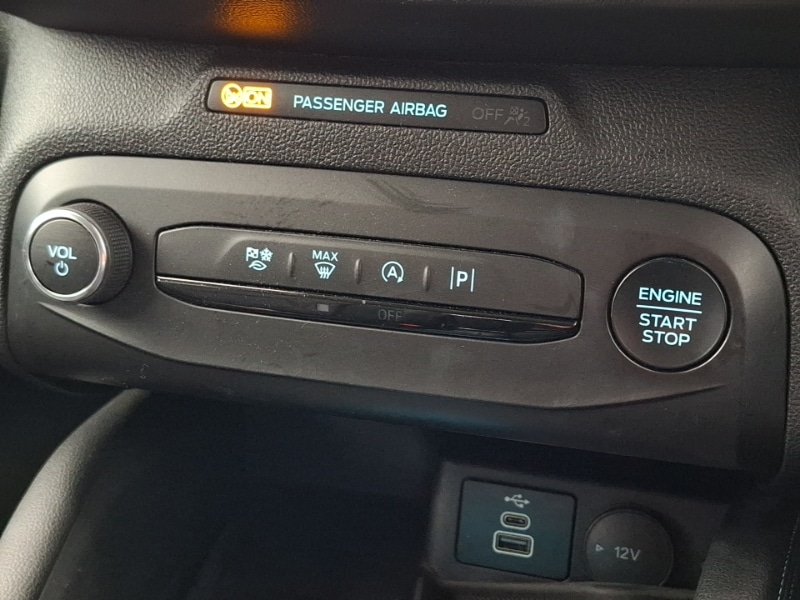 ON PASSENGER AIRBAG OFF
VOL
MAX
A
|P|
OFF
ENGINE
START
STOP
12V